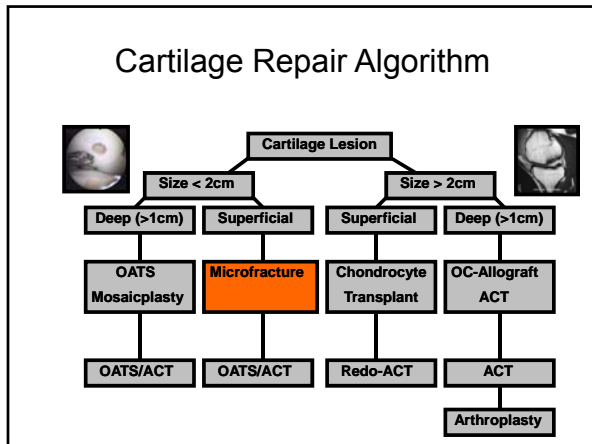 Cartilage Repair Algorithm
Cartilage Lesion
Size < 2cm
Size > 2cm
Deep (>1cm)
Superficial
Superficial
Deep (>1cm)
OATS
Mosaicplasty
Microfracture
Chondrocyte
Transplant
OC-Allograft
ACT
OATS/ACT
OATS/ACT
Redo-ACT
ACT
Arthroplasty